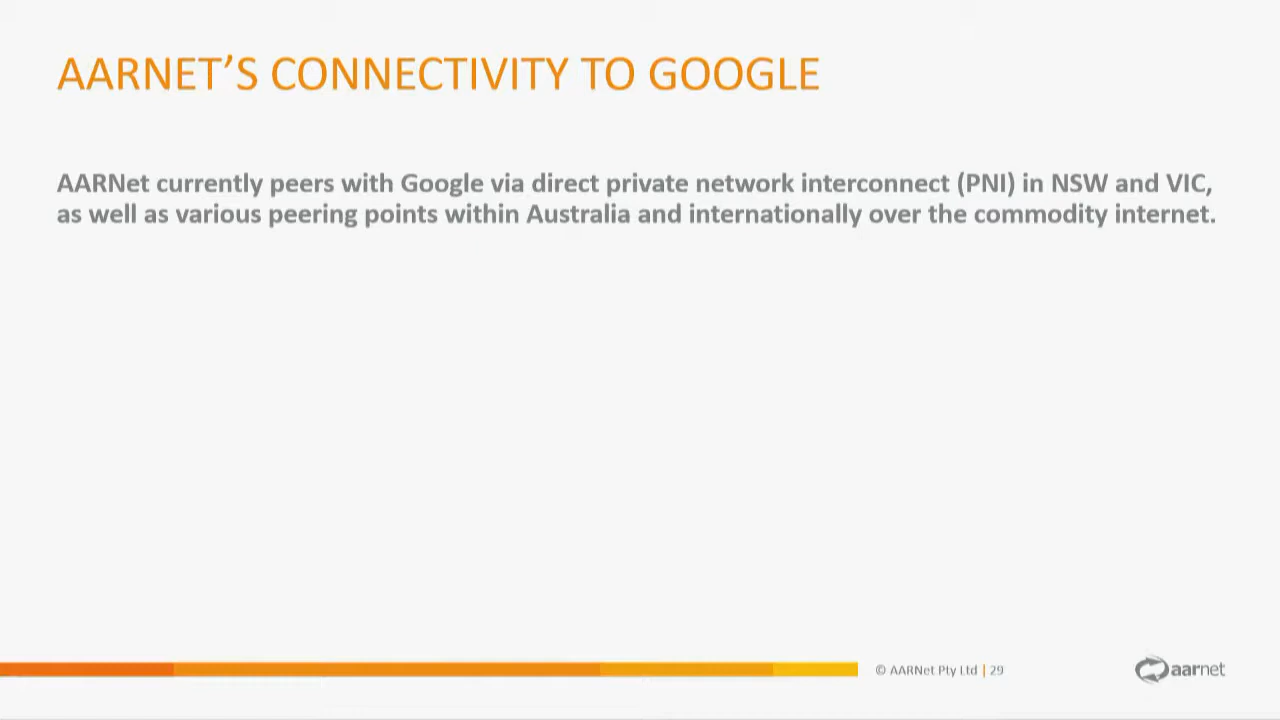 AARNET’S CONNECTIVITY TO GOOGLE
AARNet currently peers with Google via direct private network interconnect (PNI) in NSW and VIC,
as well as various peering points within Australia and internationally over the commodity internet.
© AARNet Pty Ltd | 29
aarnet